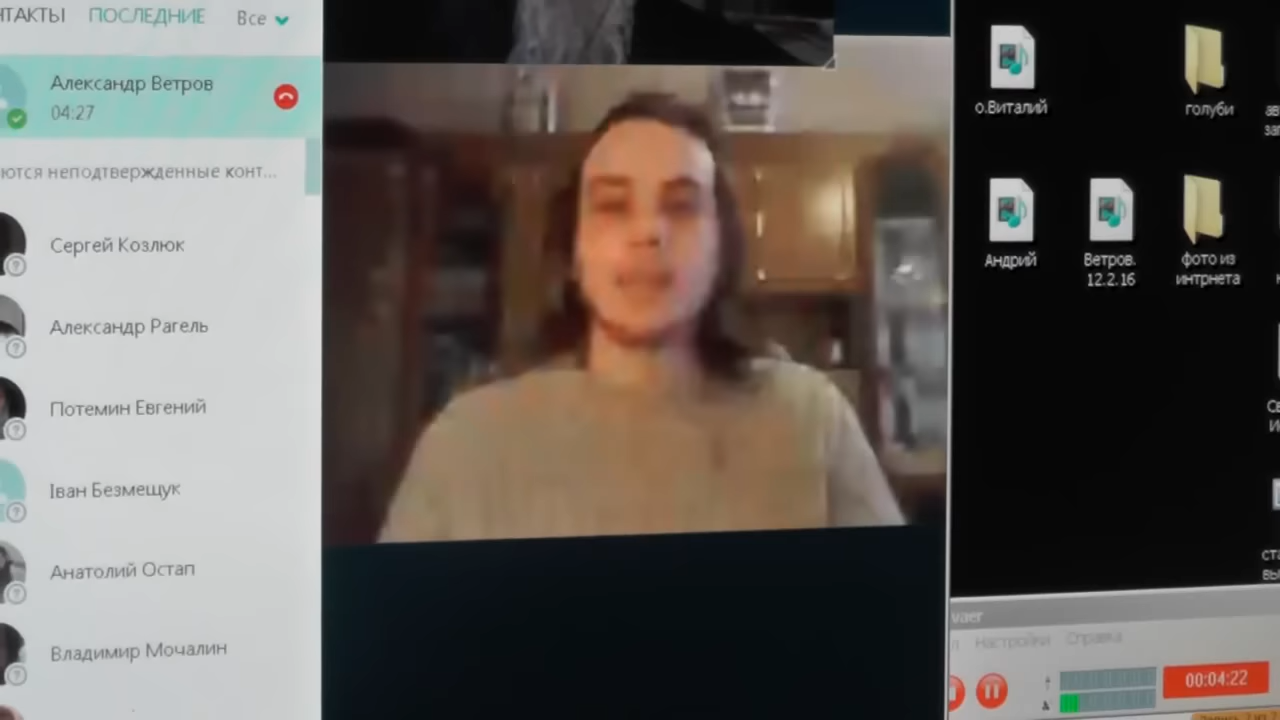 НТАКТЫ ПОСЛЕДНИЕ Все
Александр Ветров
04:27
ются неподтвержденные конт...
Сергей Козлюк
Александр Рагель
Потемин Евгений
Іван Безмещук
Анатолий Остап
Владимир Мочалин
о.Виталий
голуби
Андрий
Ветров.
12.2.16
фото из
интрнета
vaer
Настройки Справка
00:04:22